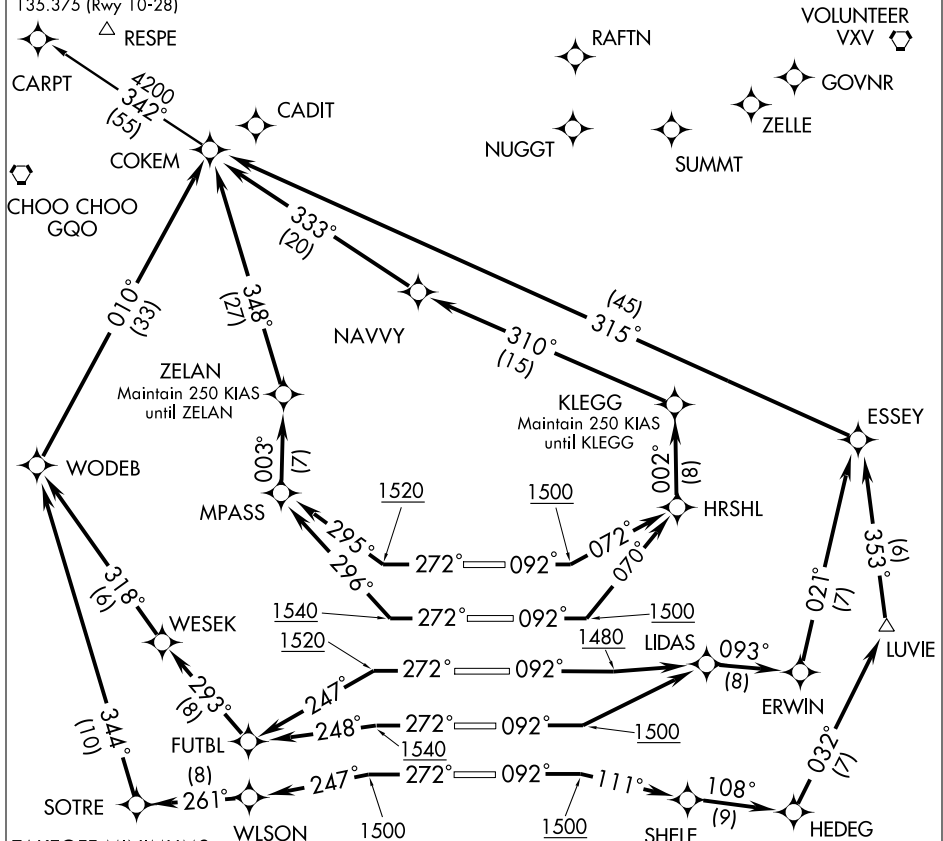 135.375 (Rwy 10-28)
RESPE
CARPT
4200
342°
(55)
CADIT
COKEM
RAFTN
VOLUNTEER
VXV
GOVNR
ZELLE
NUGGT
SUMMT
CHOO CHOO
GQO
333°
(20)
010°
(33)
348°
(27)
NAVVY
310°
(15)
(45)
315°
ZELAN
Maintain 250 KIAS
until ZELAN
KLEGG
Maintain 250 KIAS
until KLEGG
ESSEY
WODEB
003°
(7)
002°
(8)
MPASS
HRSHL
1520
1500
295°
272°
092°
072°
296°
070°
353°
(9)
318°
(6)
021°
(7)
1540
272°
092°
1500
WESEK
1520
1480
LIDAS
LUVIE
272°
092°
093°
(8)
247°
293°
(8)
ERWIN
FUTBL
248°
272°
092°
1540
1500
344°
(10)
032°
(7)
(8)
261°
247°
272°
092°
111°
108°
(9)
SOTRE
WLSON
1500
1500
HEDEG